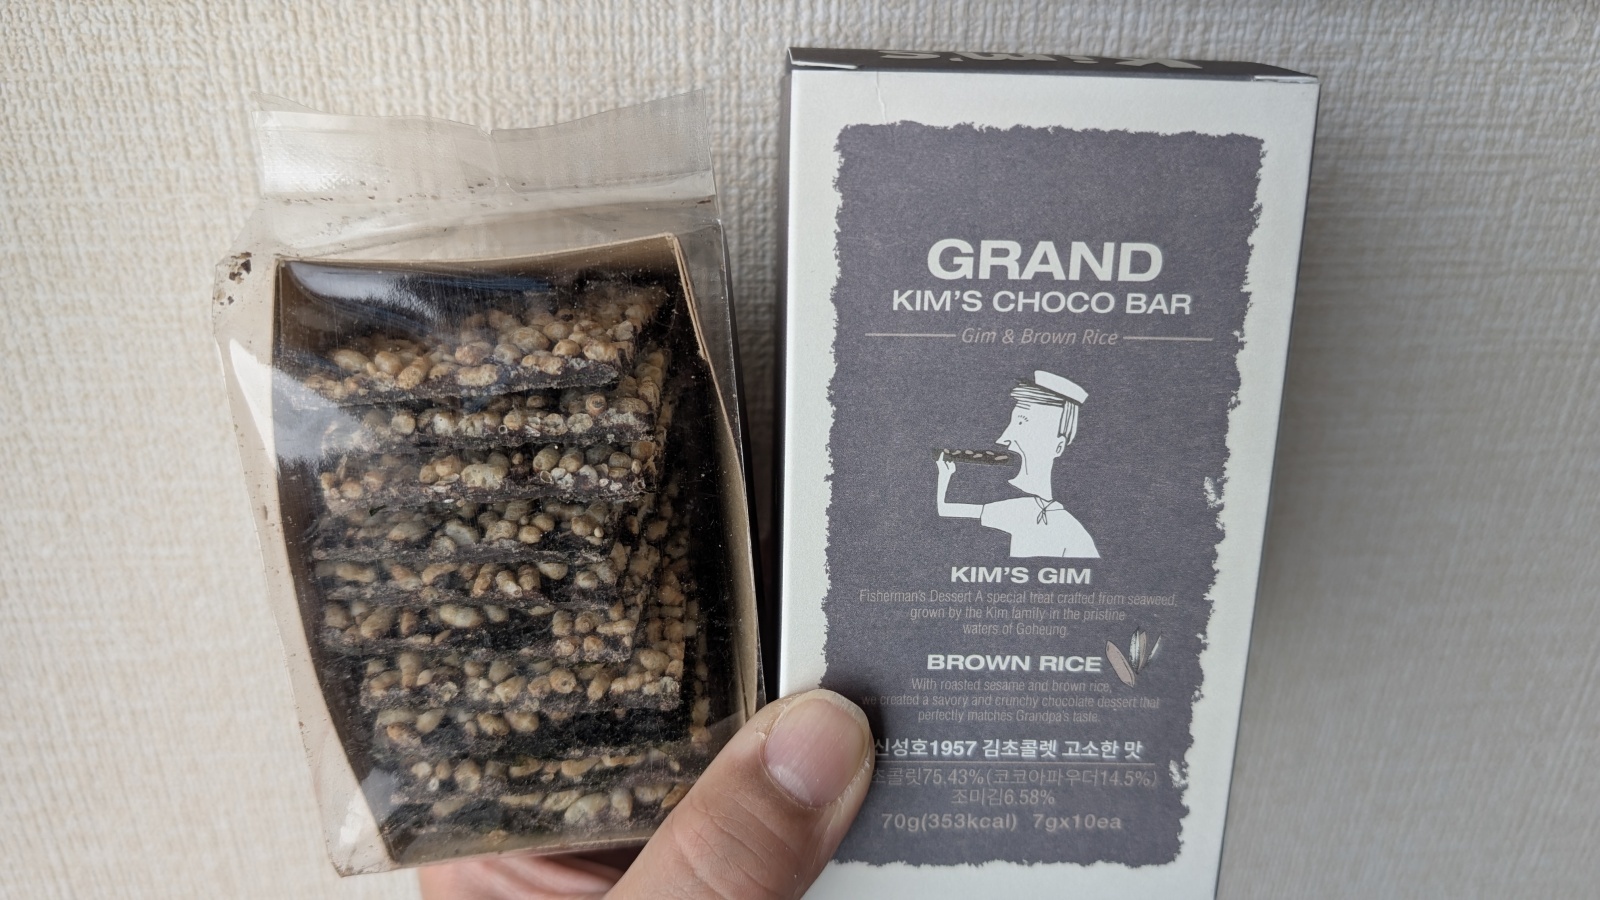 Kim's
GRAND
KIM'S CHOCO BAR
Gim & Brown Rice
KIM'S GIM
Fisherman's Dessert A special treat crafted from seaweed,
grown by the Kim family in the pristine
waters of Goheung.
BROWN RICE
With roasted sesame and brown rice,
we created a savory and crunchy chocolate dessert that
perfectly matches Grandpa's taste.
신성호1957 김초콜렛 고소한 맛
초콜릿75.43%(코코아파우더14.5%)
조미김6.58%
70g(353kcal) 7gx10ea